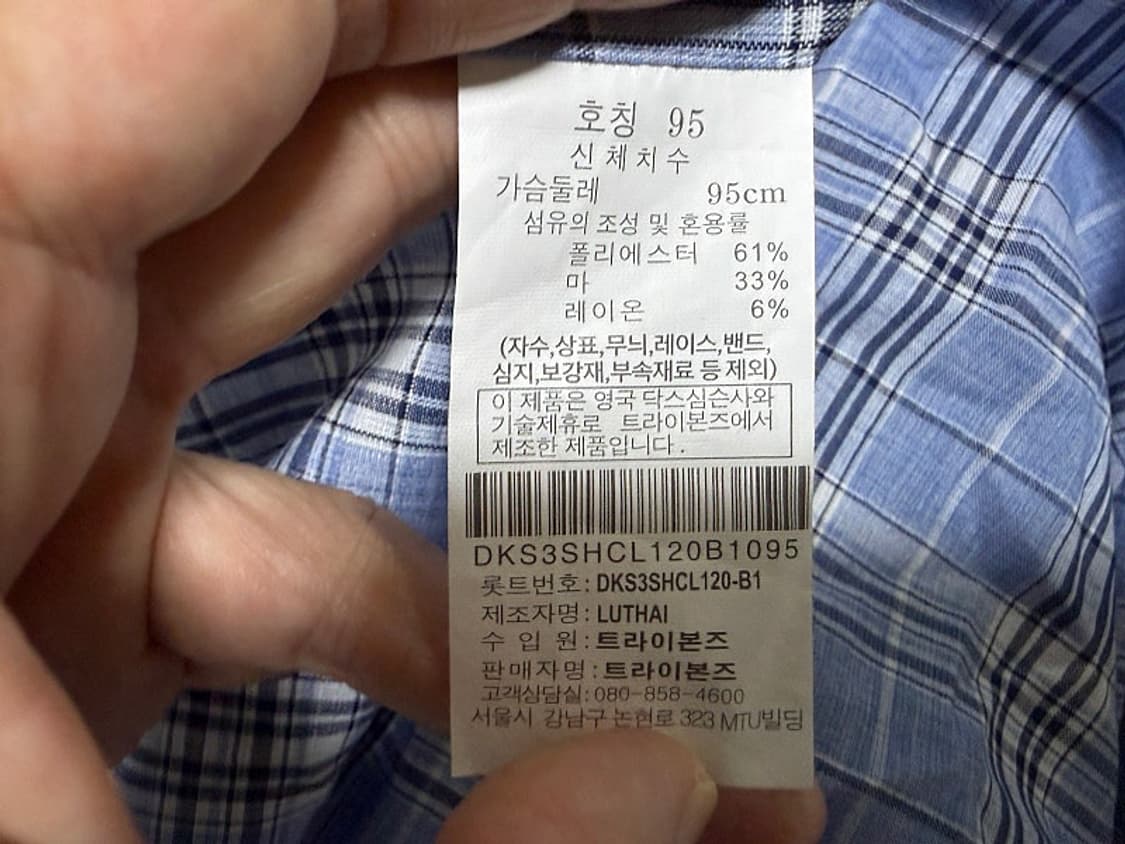 호칭 95
신체치수
가슴둘레 95cm
섬유의 조성 및 혼용률
폴리에스터 61%
마 33%
레이온 6%
(자수,상표,무늬,레이스,밴드,
심지,보강재,부속재료 등 제외)
이 제품은 영국 닥스심슨사와
기술제휴로 트라이본즈에서
제조한 제품입니다.
DKS3SHCL120B1095
롯트번호: DKS3SHCL120-B1
제조자명: LUTHAI
수 입 원: 트라이본즈
판매자명: 트라이본즈
고객상담실: 080-858-4600
서울시 강남구 논현로 323 MTU빌딩